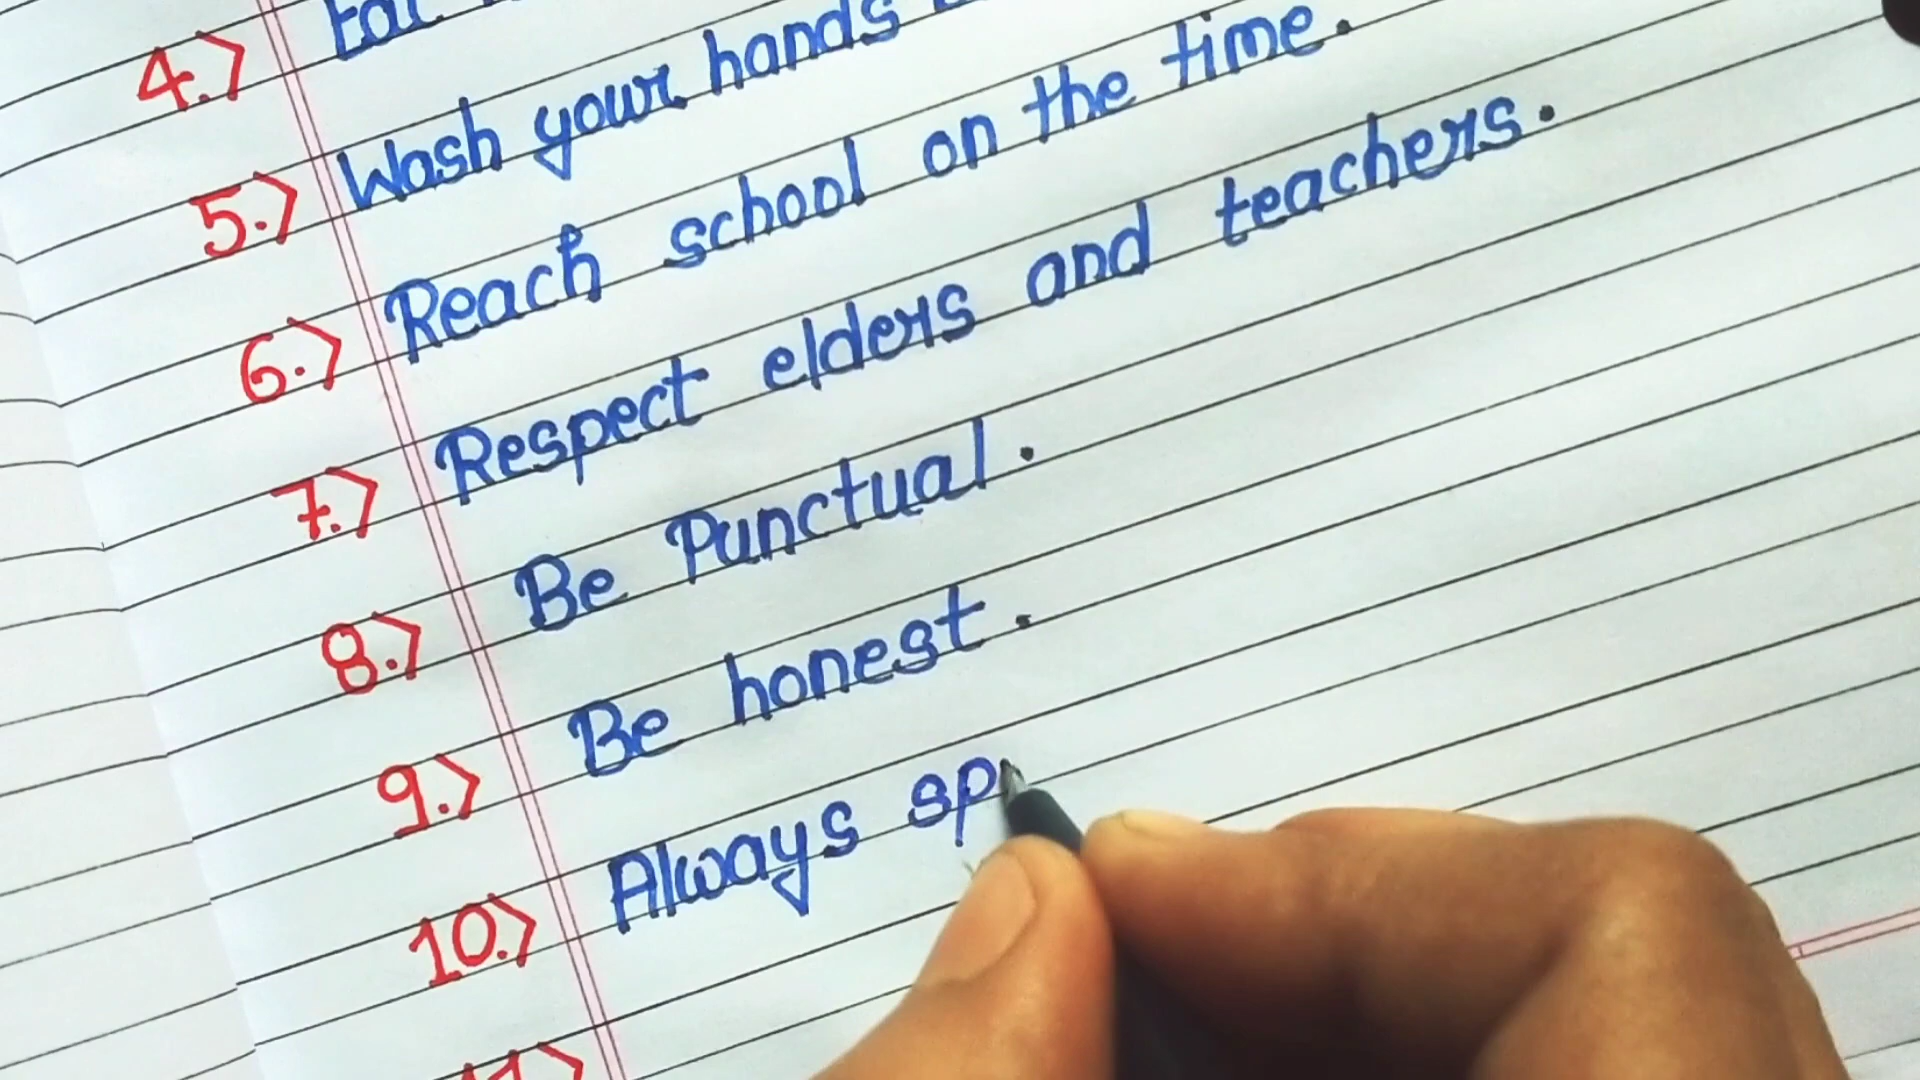 4.) Eat
5.) Wash your hands
6.) Reach school on the time.
7.) Respect elders and teachers.
8.) Be Punctual.
9.) Be honest.
10.) Always sp